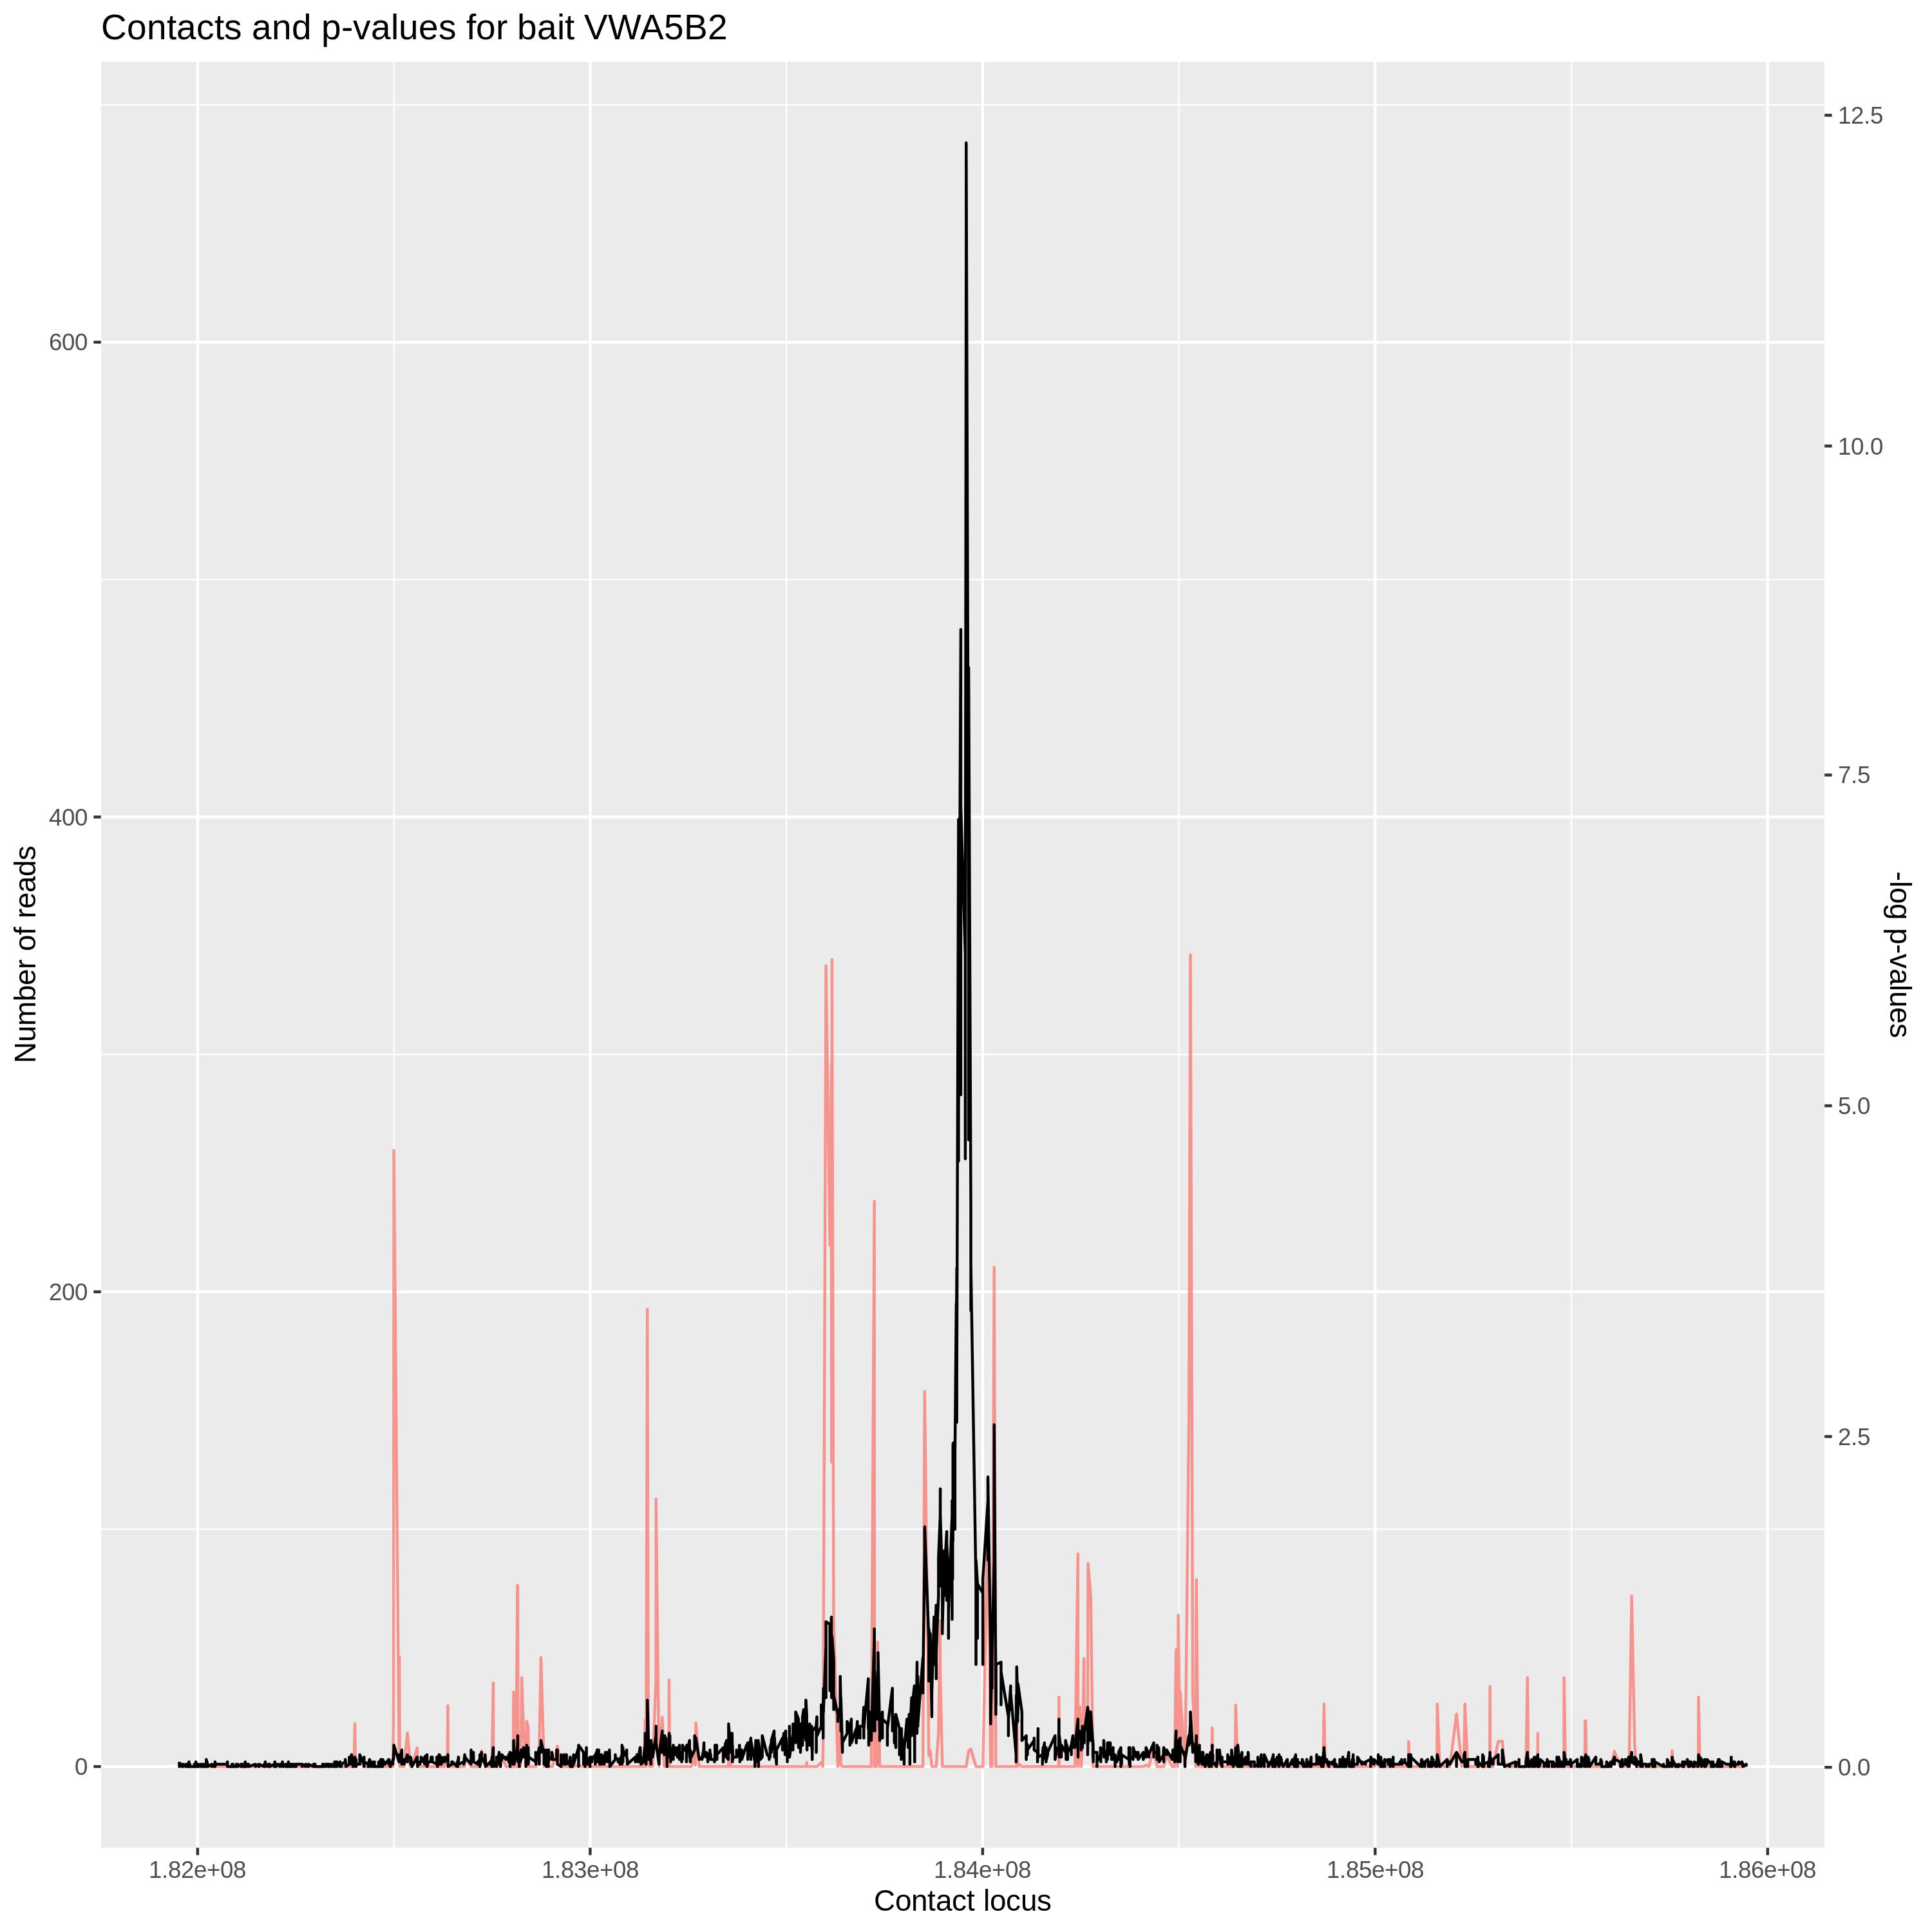 Contacts and p-values for bait VWA5B2
12.5
600
10.0
400
7.5
Number of reads
-log p-values
5.0
200
2.5
0
0.0
1.82e+08
1.83e+08
1.84e+08
1.85e+08
1.86e+08
Contact locus